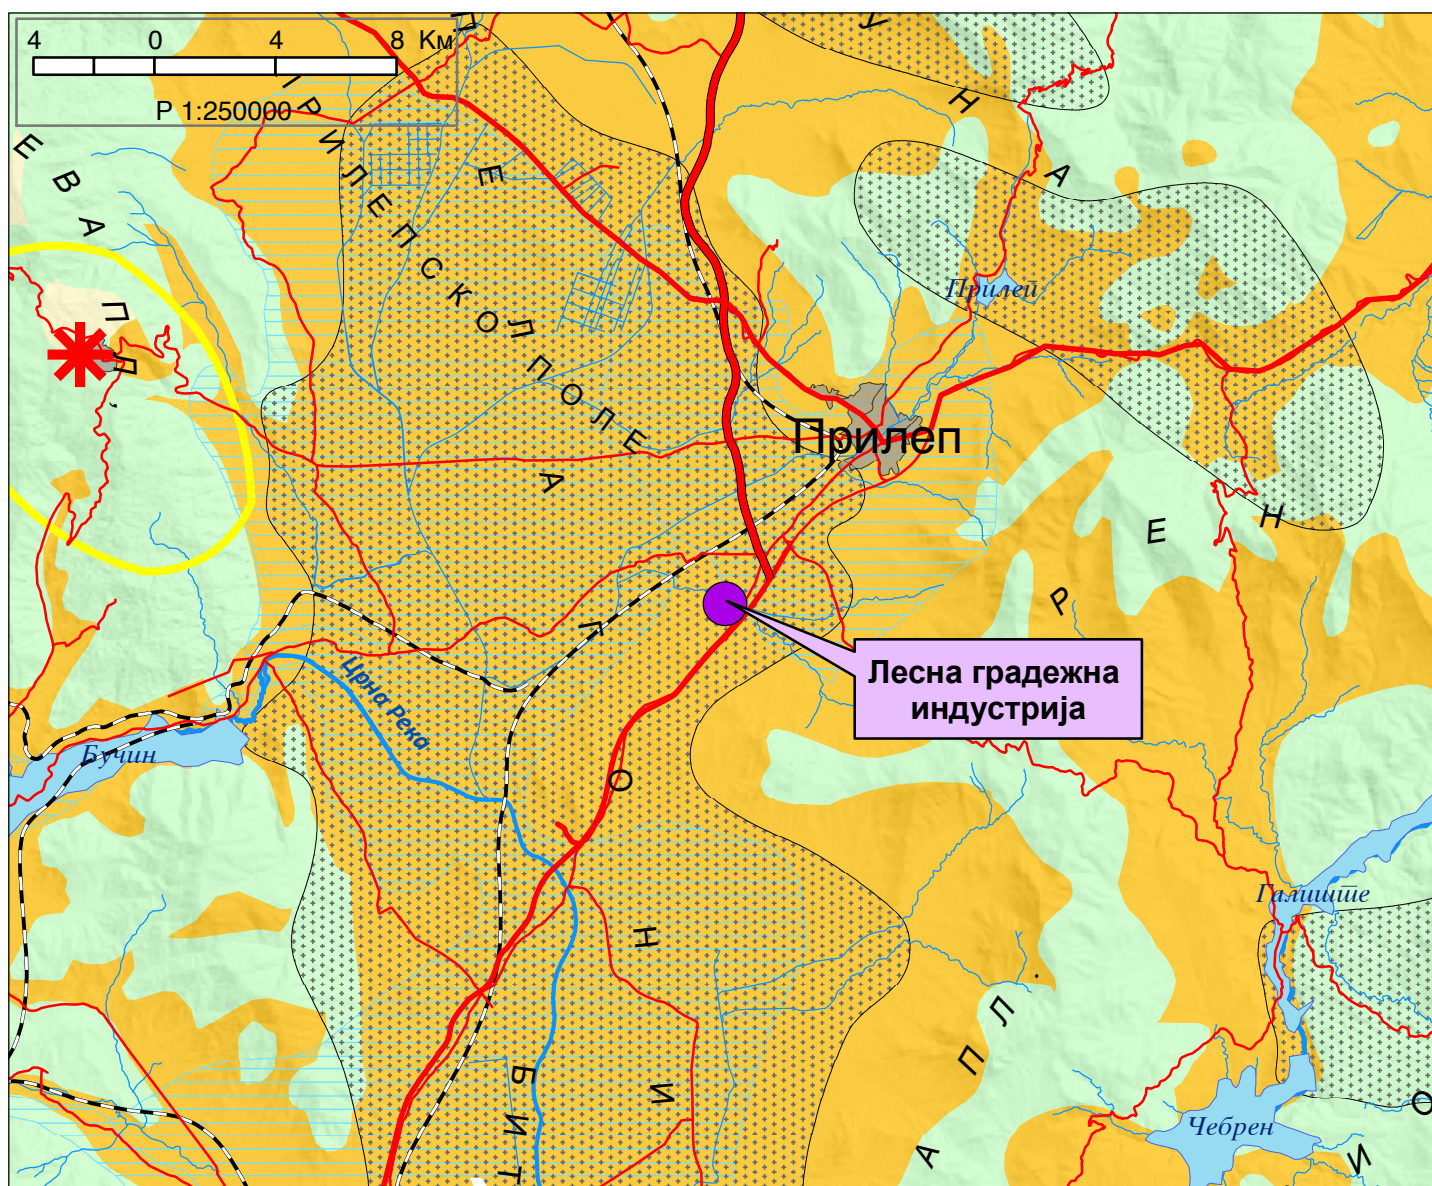 4 0 4 8 Км
Р 1:250000
ПРИЛЕПСКО ПОЛЕ
Е В А
П Л.
У Н А
Е Л А Г О Н И
Прилеп
Прилеп
Е Н
Р
Лесна градежна
индустрија
Црна Река
Бучин
Галиште
Чебрен
П Л .
А
БИТ
И О